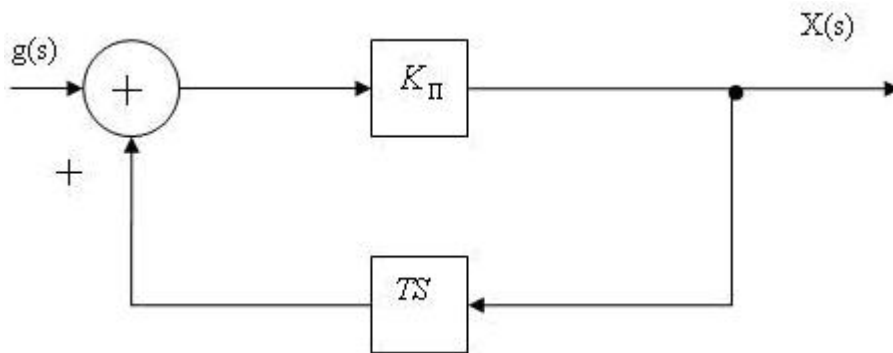 X(s)
g(s)
+
K_П
+
TS